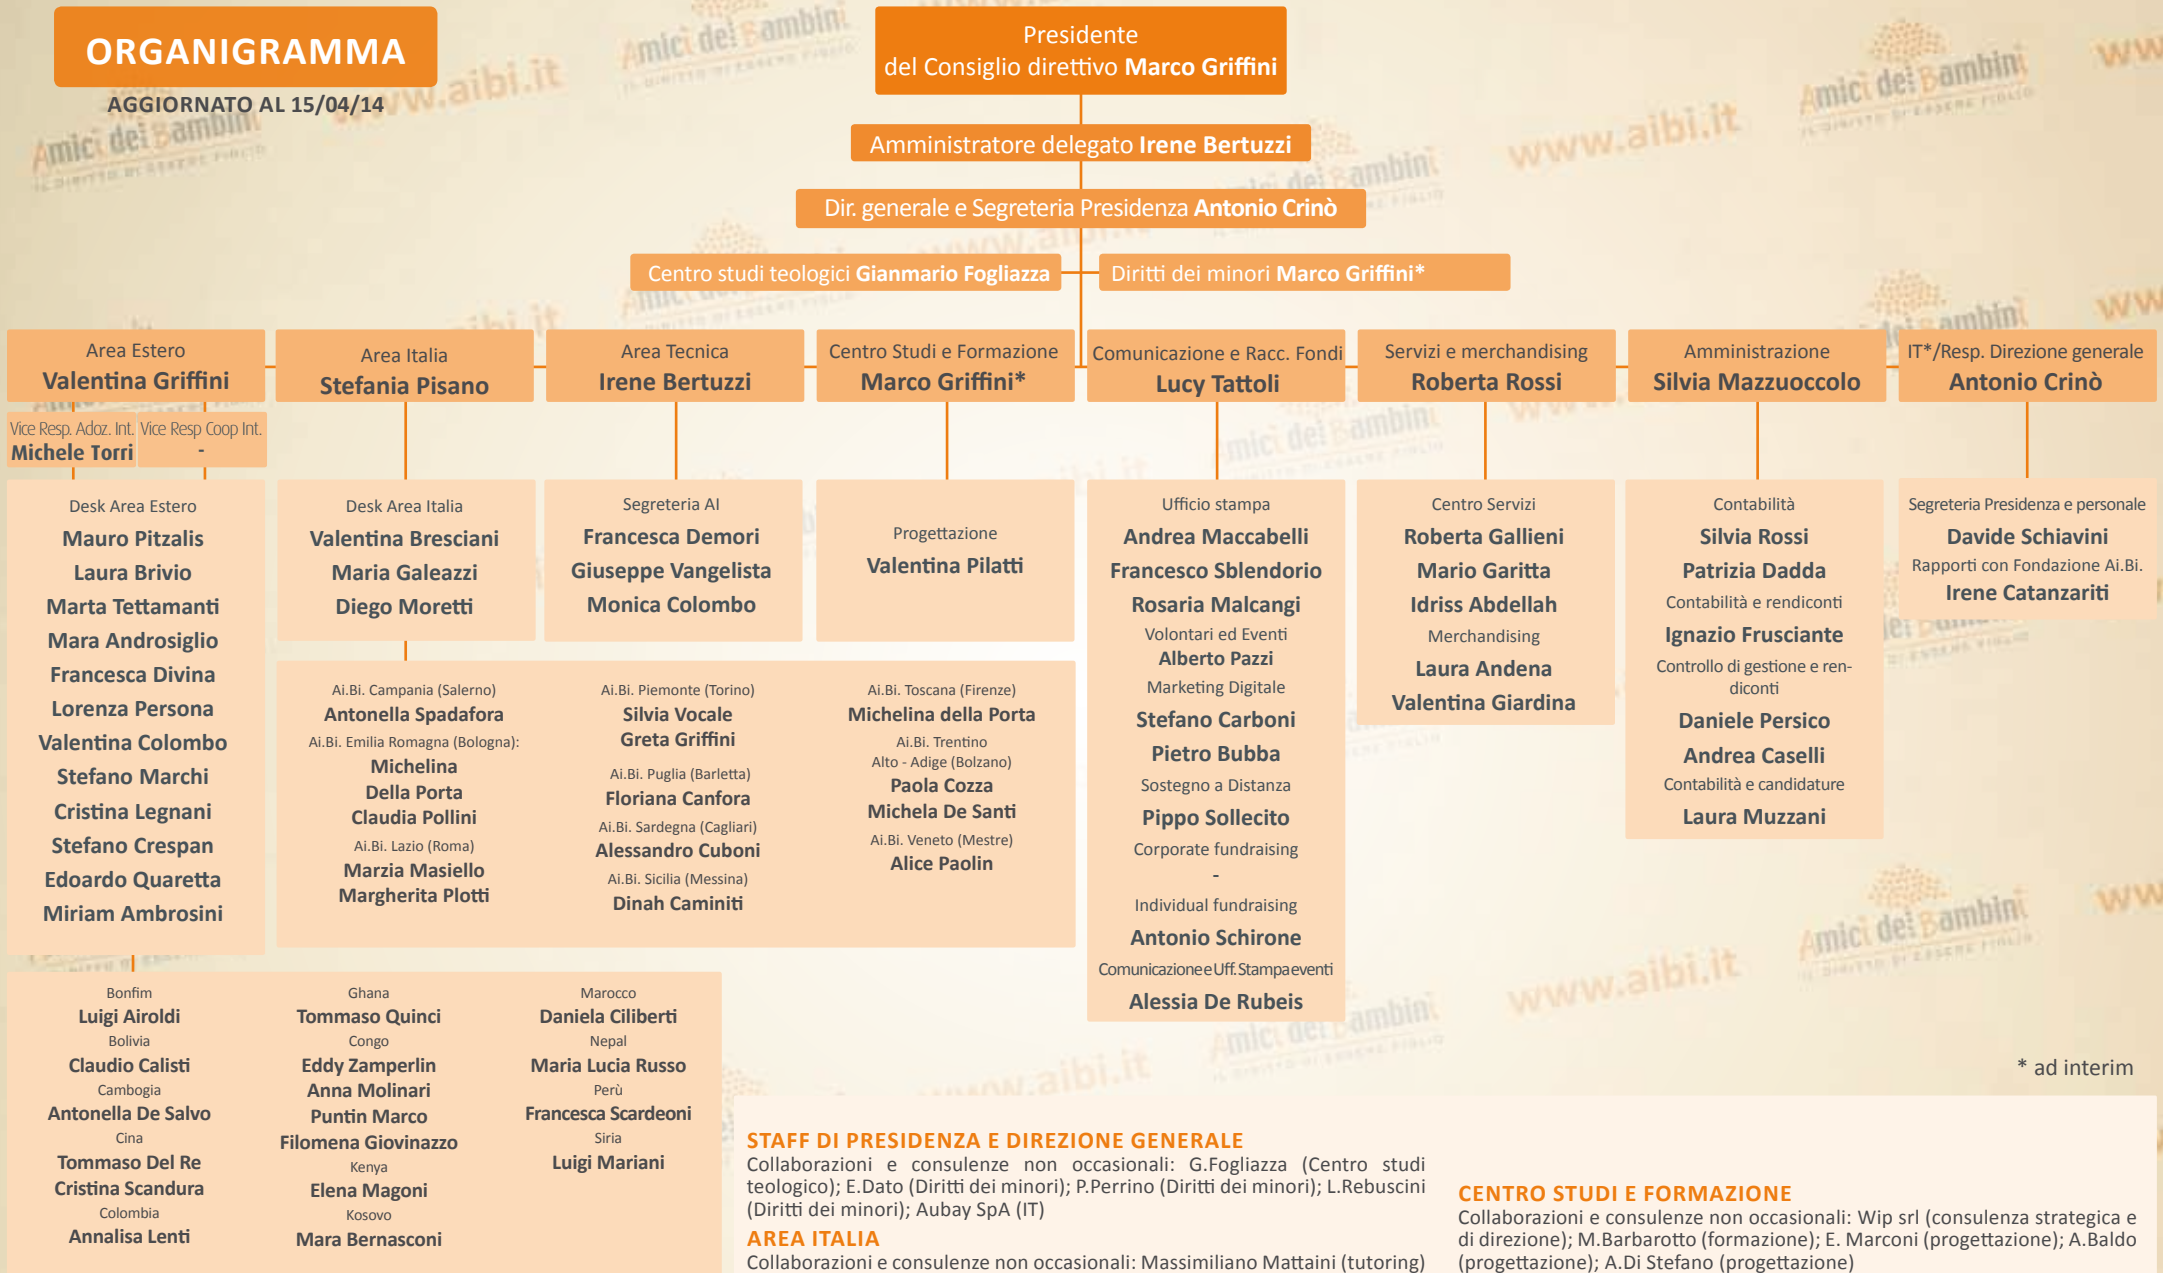 ORGANIGRAMMA
AGGIORNATO AL 15/04/14
Presidente
del Consiglio direttivo Marco Griffini
Amministratore delegato Irene Bertuzzi
Dir. generale e Segreteria Presidenza Antonio Crinò
Centro studi teologici Gianmario Fogliazza
Diritti dei minori Marco Griffini*
Area Estero
Valentina Griffini
Area Italia
Stefania Pisano
Area Tecnica
Irene Bertuzzi
Centro Studi e Formazione
Marco Griffini*
Comunicazione e Racc. Fondi
Lucy Tattoli
Servizi e merchandising
Roberta Rossi
Amministrazione
Silvia Mazzuoccolo
IT*/Resp. Direzione generale
Antonio Crinò
Vice Resp. Adoz. Int.
Michele Torri
Vice Resp Coop Int.
-
Desk Area Estero
Mauro Pitzalis
Laura Brivio
Marta Tettamanti
Mara Androsiglio
Francesca Divina
Lorenza Persona
Valentina Colombo
Stefano Marchi
Cristina Legnani
Stefano Crespan
Edoardo Quaretta
Miriam Ambrosini
Desk Area Italia
Valentina Bresciani
Maria Galeazzi
Diego Moretti
Segreteria AI
Francesca Demori
Giuseppe Vangelista
Monica Colombo
Progettazione
Valentina Pilatti
Ai.Bi. Campania (Salerno)
Antonella Spadafora
Ai.Bi. Emilia Romagna (Bologna):
Michelina
Della Porta
Claudia Pollini
Ai.Bi. Lazio (Roma)
Marzia Masiello
Margherita Plotti
Ai.Bi. Piemonte (Torino)
Silvia Vocale
Greta Griffini
Ai.Bi. Puglia (Barletta)
Floriana Canfora
Ai.Bi. Sardegna (Cagliari)
Alessandro Cuboni
Ai.Bi. Sicilia (Messina)
Dinah Caminiti
Ai.Bi. Toscana (Firenze)
Michelina della Porta
Ai.Bi. Trentino
Alto - Adige (Bolzano)
Paola Cozza
Michela De Santi
Ai.Bi. Veneto (Mestre)
Alice Paolin
Ufficio stampa
Andrea Maccabelli
Francesco Sblendorio
Rosaria Malcangi
Volontari ed Eventi
Alberto Pazzi
Marketing Digitale
Stefano Carboni
Pietro Bubba
Sostegno a Distanza
Pippo Sollecito
Corporate fundraising
-
Individual fundraising
Antonio Schirone
Comunicazione e Uff. Stampa eventi
Alessia De Rubeis
Centro Servizi
Roberta Gallieni
Mario Garitta
Idriss Abdellah
Merchandising
Laura Andena
Valentina Giardina
Contabilità
Silvia Rossi
Patrizia Dadda
Contabilità e rendiconti
Ignazio Frusciante
Controllo di gestione e ren-
diconti
Daniele Persico
Andrea Caselli
Contabilità e candidature
Laura Muzzani
Segreteria Presidenza e personale
Davide Schiavini
Rapporti con Fondazione Ai.Bi.
Irene Catanzariti
Bonfim
Luigi Airoldi
Bolivia
Claudio Calisti
Cambogia
Antonella De Salvo
Cina
Tommaso Del Re
Cristina Scandura
Colombia
Annalisa Lenti
Ghana
Tommaso Quinci
Congo
Eddy Zamperlin
Anna Molinari
Puntin Marco
Filomena Giovinazzo
Kenya
Elena Magoni
Kosovo
Mara Bernasconi
Marocco
Daniela Ciliberti
Nepal
Maria Lucia Russo
Perù
Francesca Scardeoni
Siria
Luigi Mariani
* ad interim
STAFF DI PRESIDENZA E DIREZIONE GENERALE
Collaborazioni e consulenze non occasionali: G.Fogliazza (Centro studi
teologico); E.Dato (Diritti dei minori); P.Perrino (Diritti dei minori); L.Rebuscini
(Diritti dei minori); Aubay SpA (IT)
AREA ITALIA
Collaborazioni e consulenze non occasionali: Massimiliano Mattaini (tutoring)
CENTRO STUDI E FORMAZIONE
Collaborazioni e consulenze non occasionali: Wip srl (consulenza strategica e
di direzione); M.Barbarotto (formazione); E. Marconi (progettazione); A.Baldo
(progettazione); A.Di Stefano (progettazione)
Amici dei Bambini
IL DIRITTO DI ESSERE FIGLIO
www.aibi.it